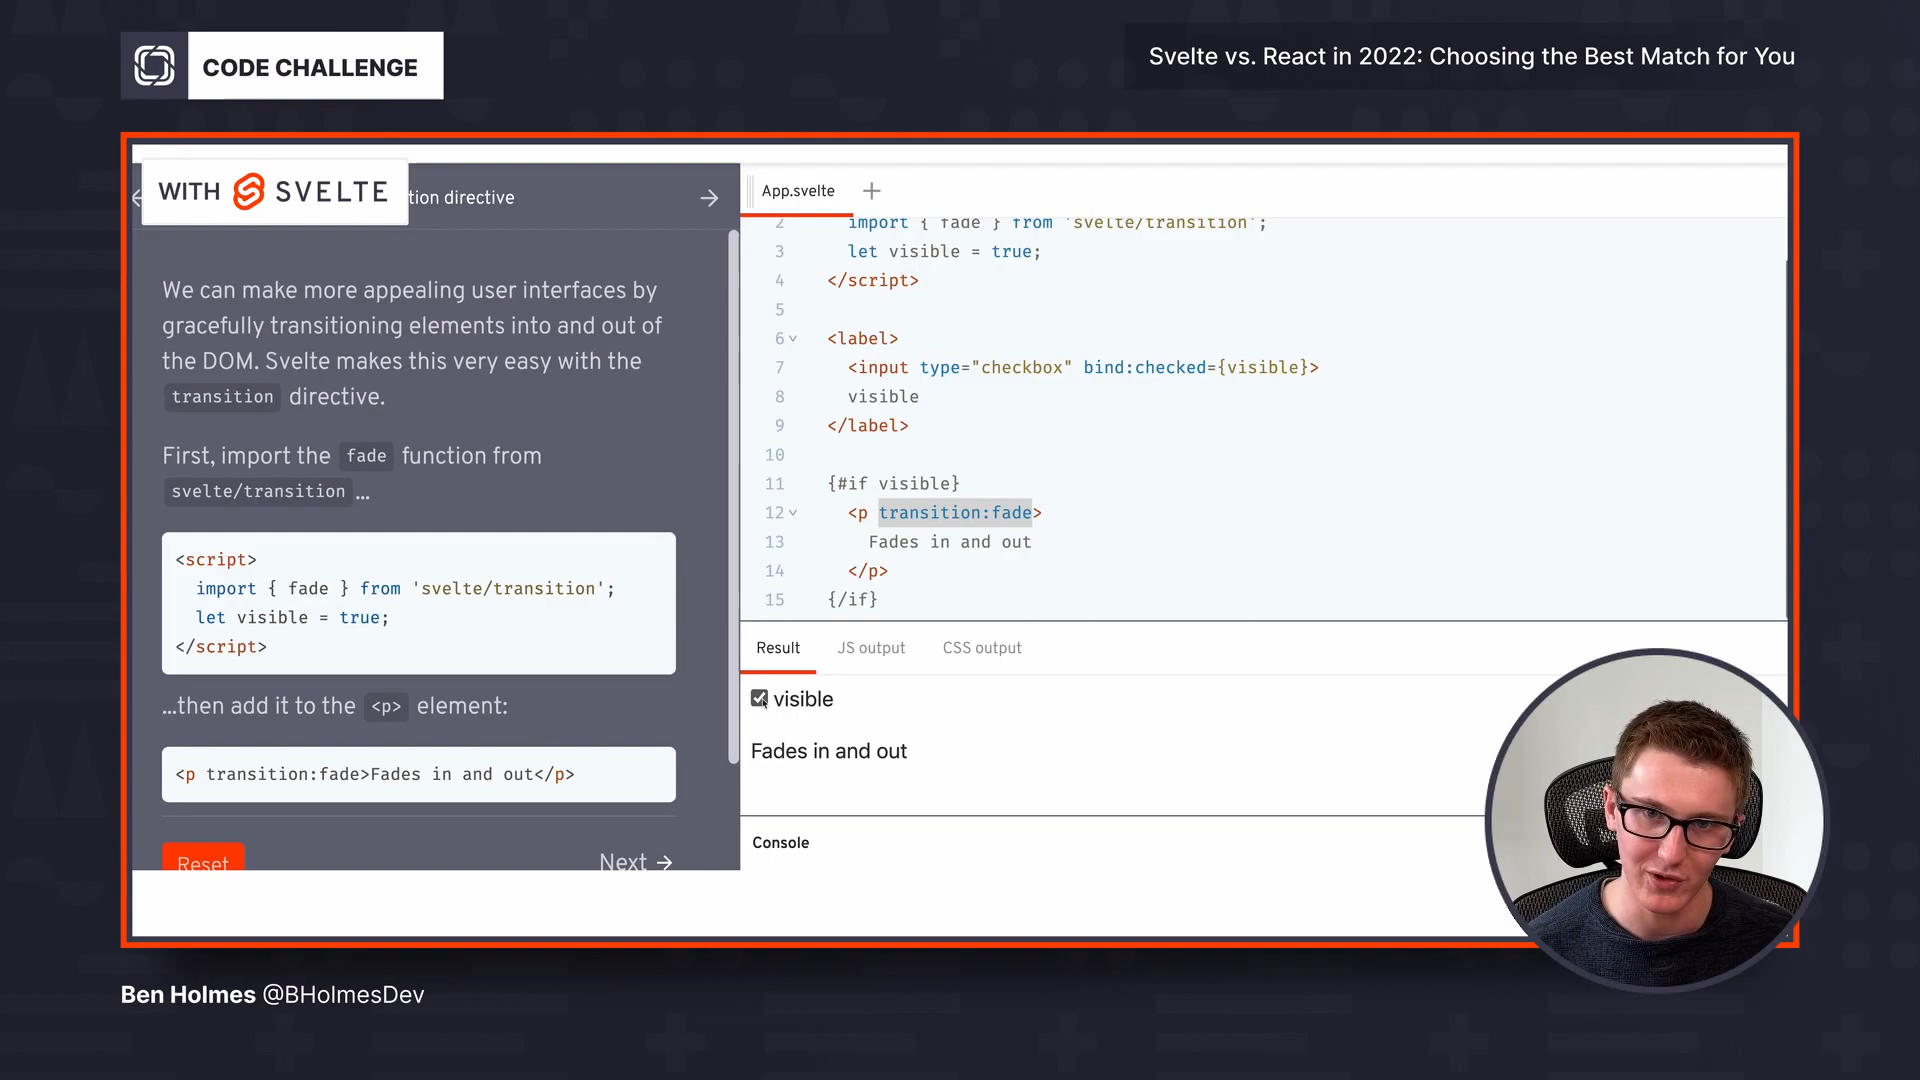 CODE CHALLENGE
Svelte vs. React in 2022: Choosing the Best Match for You
WITH SVELTE
tion directive
We can make more appealing user interfaces by
gracefully transitioning elements into and out of
the DOM. Svelte makes this very easy with the
transition directive.
First, import the fade function from
svelte/transition ...
<script>
import { fade } from 'svelte/transition';
let visible = true;
</script>
...then add it to the <p> element:
<p transition:fade>Fades in and out</p>
Reset
Next →
App.svelte +
2 import { fade } from 'svelte/transition';
3 let visible = true;
4 </script>
5
6 <label>
7 <input type="checkbox" bind:checked={visible}>
8 visible
9 </label>
10
11 {#if visible}
12 <p transition:fade>
13 Fades in and out
14 </p>
15 {/if}
Result JS output CSS output
visible
Fades in and out
Console
Ben Holmes @BHolmesDev